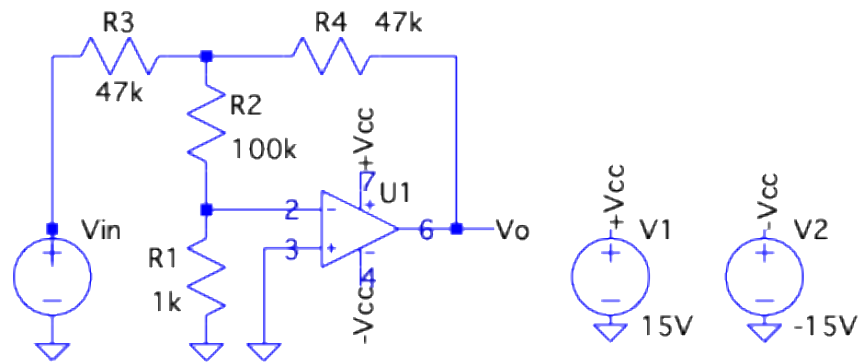 R3
R4
47k
47k
R2
100k
+Vcc
7
U1
Vin
2
3
6
Vo
4
-Vcc
R1
1k
+Vcc
V1
15V
-Vcc
V2
-15V